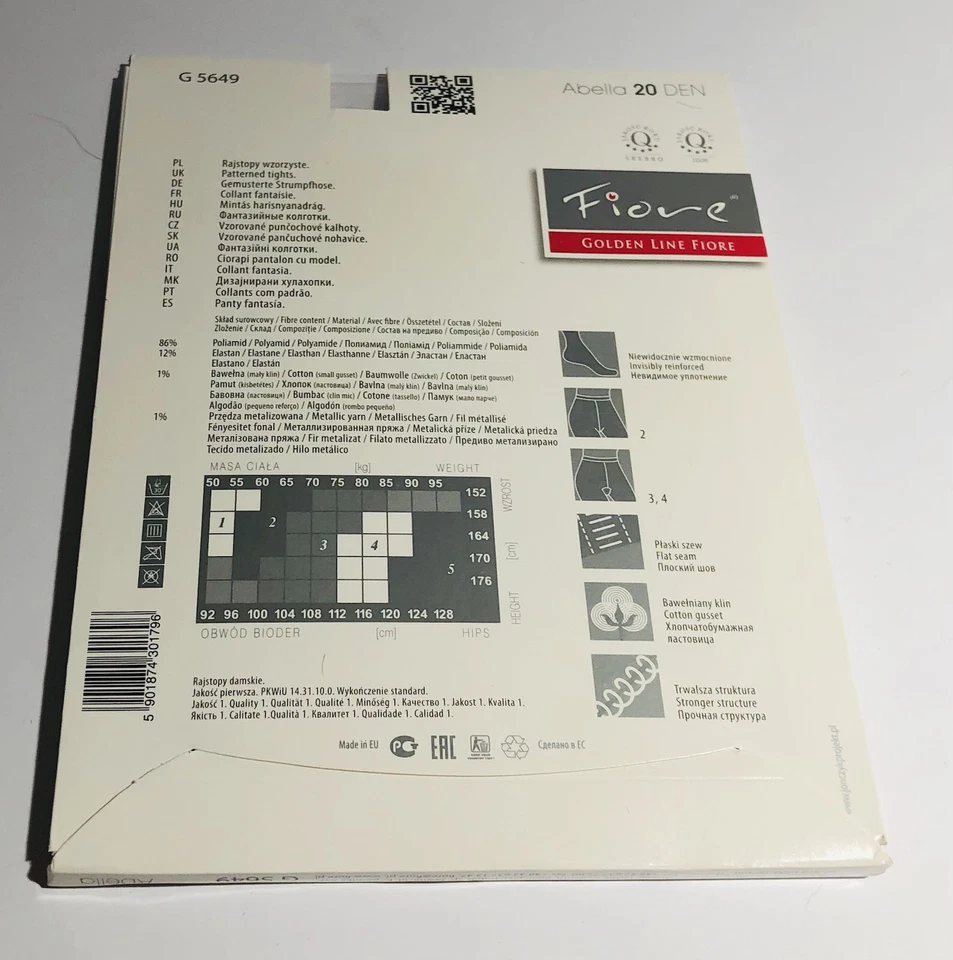 G 5649
Abella 20 DEN
Q
Q
PL Rajstopy wzorzyste.
UK Patterned tights.
DE Gemusterte Strumpfhose.
FR Collant fantaisie.
HU Mintás harisnyanadrág.
RU Фантазийные колготки.
CZ Vzorované punčochové kalhoty.
SK Vzorované pančuchové nohavice.
UA Фантазійні колготки.
RO Ciorapi pantalon cu model.
IT Collant fantasia.
MK Дизајнирани хулахопки.
PT Collants com padrão.
ES Panty fantasía.
Fiore
GOLDEN LINE FIORE
Skład surowcowy / Fibre content / Material / Avec fibre / Összetétel / Состав / Složeni
Zloženie / Склад / Compoziție / Composizione / Состав на предиво / Composição / Composición
86% Poliamid / Polyamid / Polyamide / Полиамид / Поліамід / Poliammide / Poliamida
12% Elastan / Elastane / Elasthan / Elasthanne / Elasztán / Эластан / Еластан
Elastano / Elastán
1% Bawełna (mały klin) / Cotton (small gusset) / Baumwolle (Zwickel) / Coton (petit gousset)
Pamut (kisbetétes) / Хлопок (ластовица) / Bavlna (malý klin) / Bavlna (malý klin)
Бавовна (ластовиця) / Bumbac (clin mic) / Cotone (tassello) / Памук (мало парче)
Algodão (pequeno reforço) / Algodón (rombo pequeño)
1% Przędza metalizowana / Metallic yarn / Metallisches Garn / Fil métallisé
Fényesitet fonal / Металлизированная пряжа / Metalická příze / Metalická priedza
Металізована пряжа / Fir metalizat / Filato metallizzato / Предиво метализирано
Tecido metalizado / Hilo metálico
MASA CIAŁA [kg] WEIGHT
50 55 60 65 70 75 80 85 90 95
152
158
164
170
176
1
2
3
4
5
92 96 100 104 108 112 116 120 124 128
OBWÓD BIODER [cm] HIPS
WZROST
[cm]
HEIGHT
30
Niewidocznie wzmocnione
Invisibly reinforced
Невидимое уплотнение
2
3, 4
Płaski szew
Flat seam
Плоский шов
Bawełniany klin
Cotton gusset
Хлопчатобумажная
ластовица
Trwalsza struktura
Stronger structure
Прочная структура
5 901874 301796
Rajstopy damskie.
Jakość pierwsza. PKWiU 14.31.10.0. Wykończenie standard.
Jakość 1. Quality 1. Qualität 1. Qualité 1. Minőség 1. Качество 1. Jakost 1. Kvalita 1.
Якість 1. Calitate 1. Qualità 1. Квалитет 1. Qualidade 1. Calidad 1.
Made in EU
EAC
Сделано в ЕС
Abella
G 5649